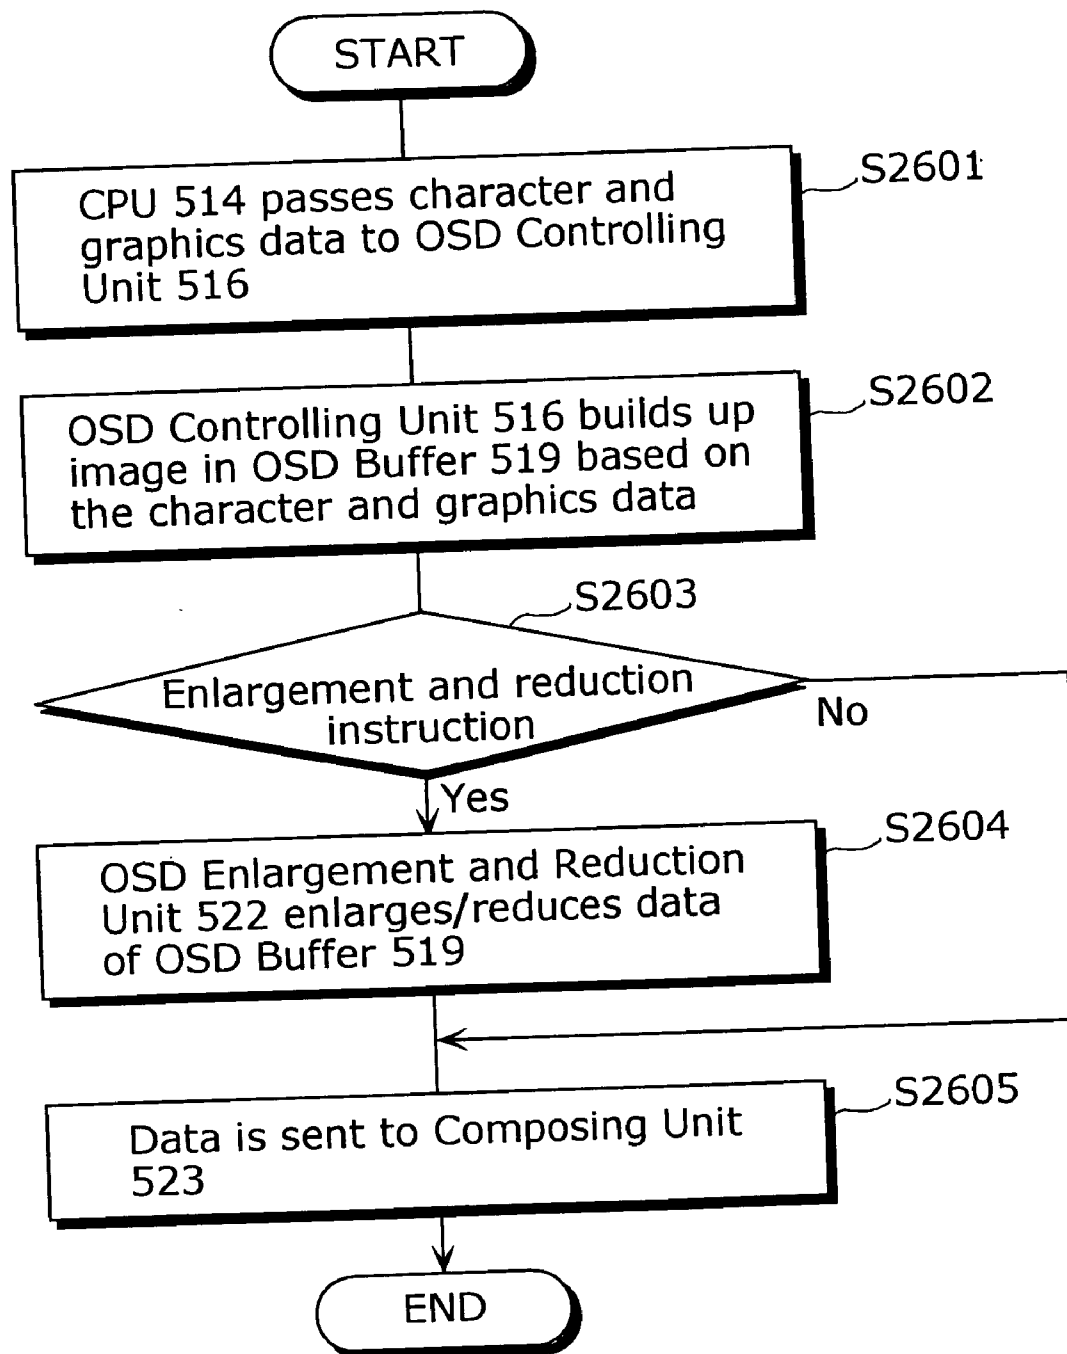 START
S2601
CPU 514 passes character and
graphics data to OSD Controlling
Unit 516
S2602
OSD Controlling Unit 516 builds up
image in OSD Buffer 519 based on
the character and graphics data
S2603
Enlargement and reduction
instruction
No
Yes
S2604
OSD Enlargement and Reduction
Unit 522 enlarges/reduces data
of OSD Buffer 519
S2605
Data is sent to Composing Unit
523
END